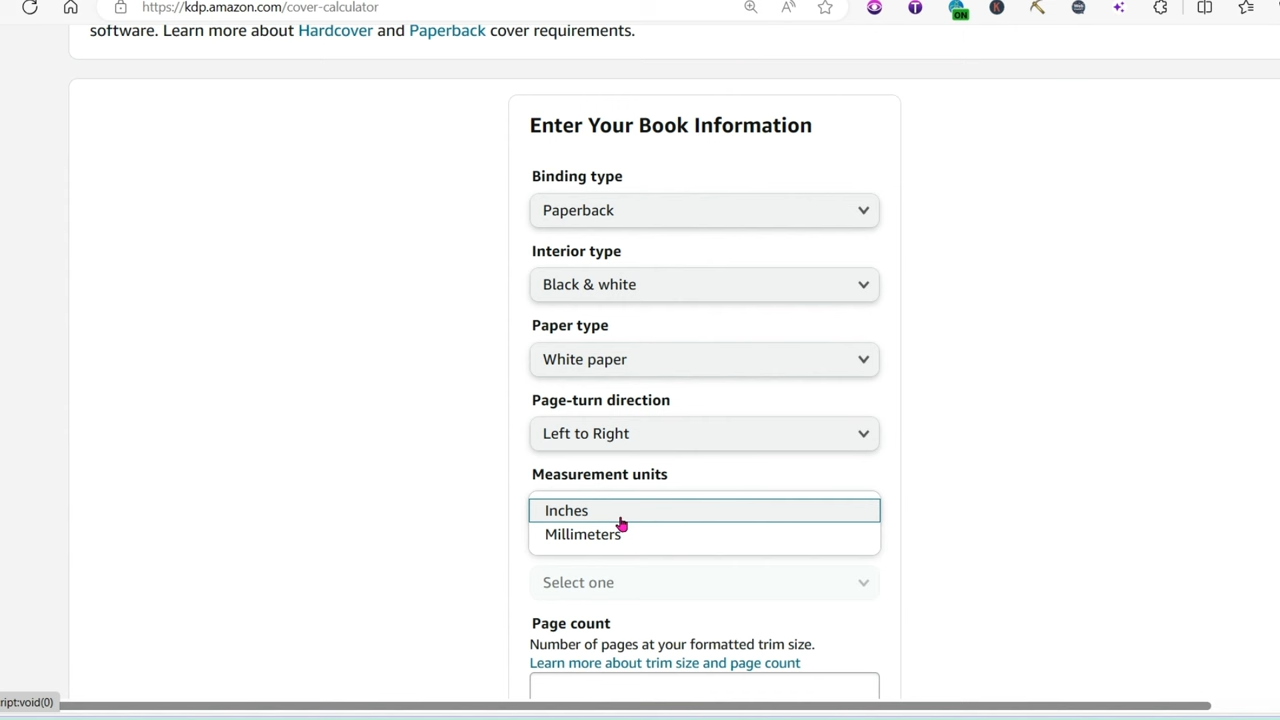 https://kdp.amazon.com/cover-calculator
A
T
ON
K
software. Learn more about Hardcover and Paperback cover requirements.
Enter Your Book Information
Binding type
Paperback
Interior type
Black & white
Paper type
White paper
Page-turn direction
Left to Right
Measurement units
Inches
Millimeters
Select one
Page count
Number of pages at your formatted trim size.
Learn more about trim size and page count
ript:void(0)